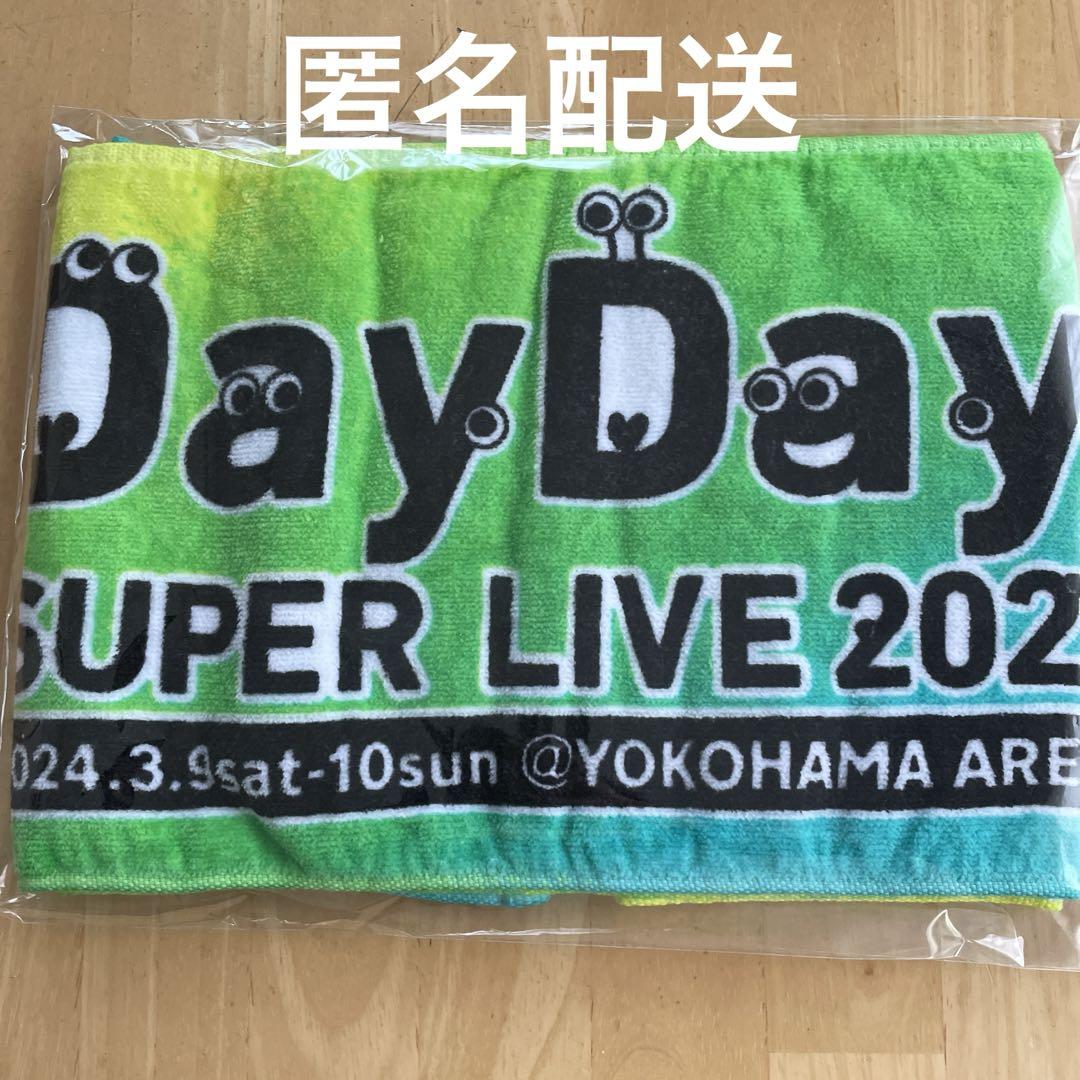 匿名配送
DayDay
SUPER LIVE 202
024.3.9sat-10sun @YOKOHAMA ARE